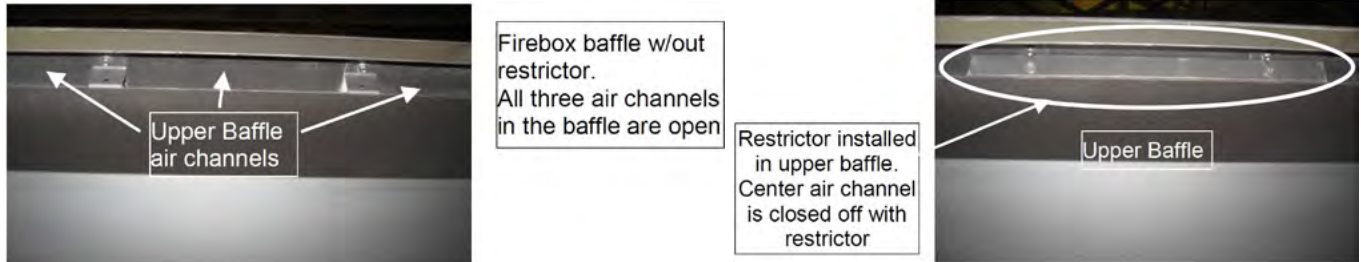 Upper Baffle
air channels
Firebox baffle w/out
restrictor.
All three air channels
in the baffle are open
Restrictor installed
in upper baffle.
Center air channel
is closed off with
restrictor
Upper Baffle